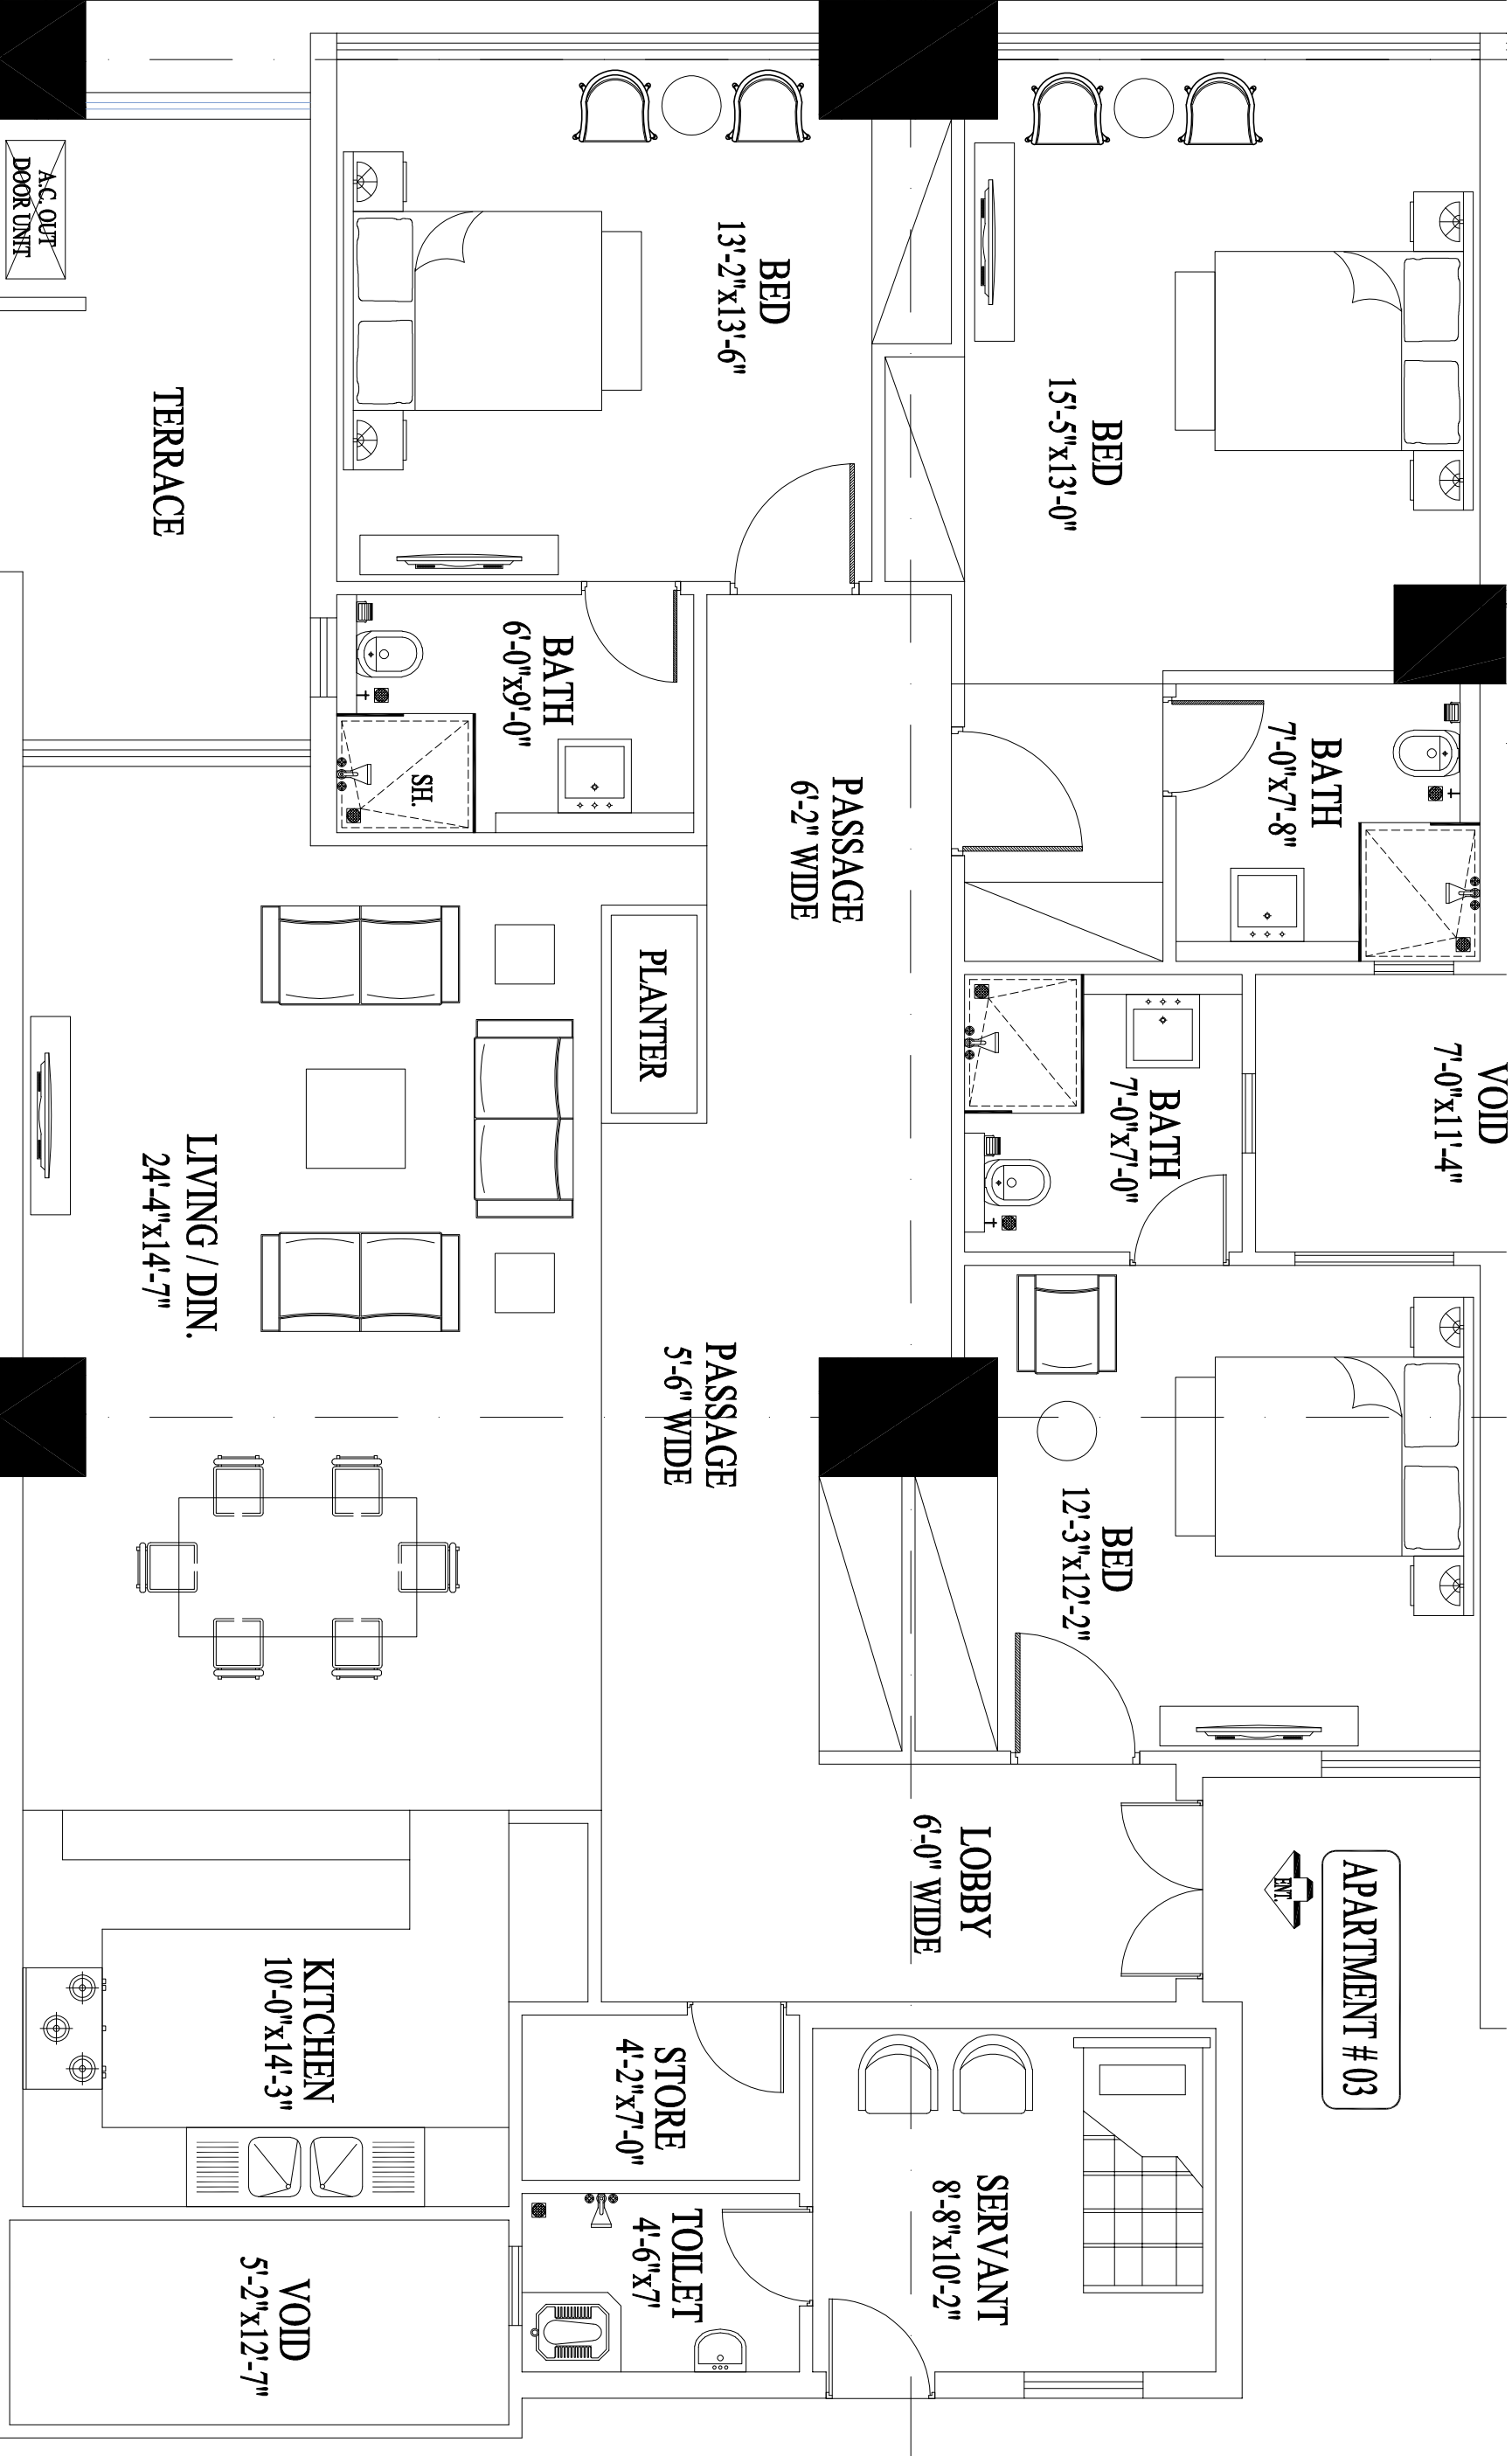 A.C. OUT
DOOR UNIT
TERRACE
BED
13'-2"x13'-6"
BED
15'-5"x13'-0"
BATH
6'-0"x9'-0"
SH.
PASSAGE
6'-2" WIDE
BATH
7'-0"x7'-8"
VOID
7'-0"x11'-4"
BATH
7'-0"x7'-0"
PLANTER
LIVING / DIN.
24'-4"x14'-7"
PASSAGE
5'-6" WIDE
BED
12'-3"x12'-2"
LOBBY
6'-0" WIDE
ENT.
APARTMENT # 03
KITCHEN
10'-0"x14'-3"
STORE
4'-2"x7'-0"
SERVANT
8'-8"x10'-2"
TOILET
4'-6"x7'
VOID
5'-2"x12'-7"